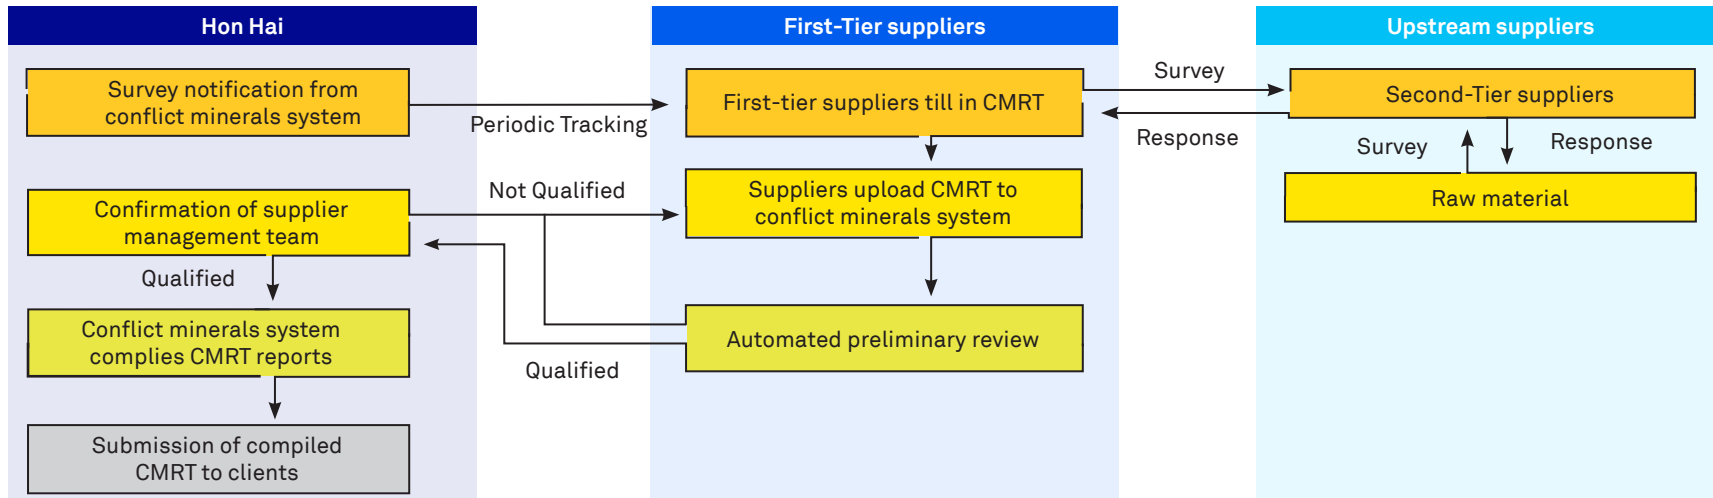 Hon Hai
First-Tier suppliers
Upstream suppliers
Survey notification from
conflict minerals system
Periodic Tracking
First-tier suppliers till in CMRT
Survey
Response
Second-Tier suppliers
Survey
Response
Raw material
Confirmation of supplier
management team
Not Qualified
Suppliers upload CMRT to
conflict minerals system
Qualified
Conflict minerals system
complies CMRT reports
Qualified
Automated preliminary review
Submission of compiled
CMRT to clients